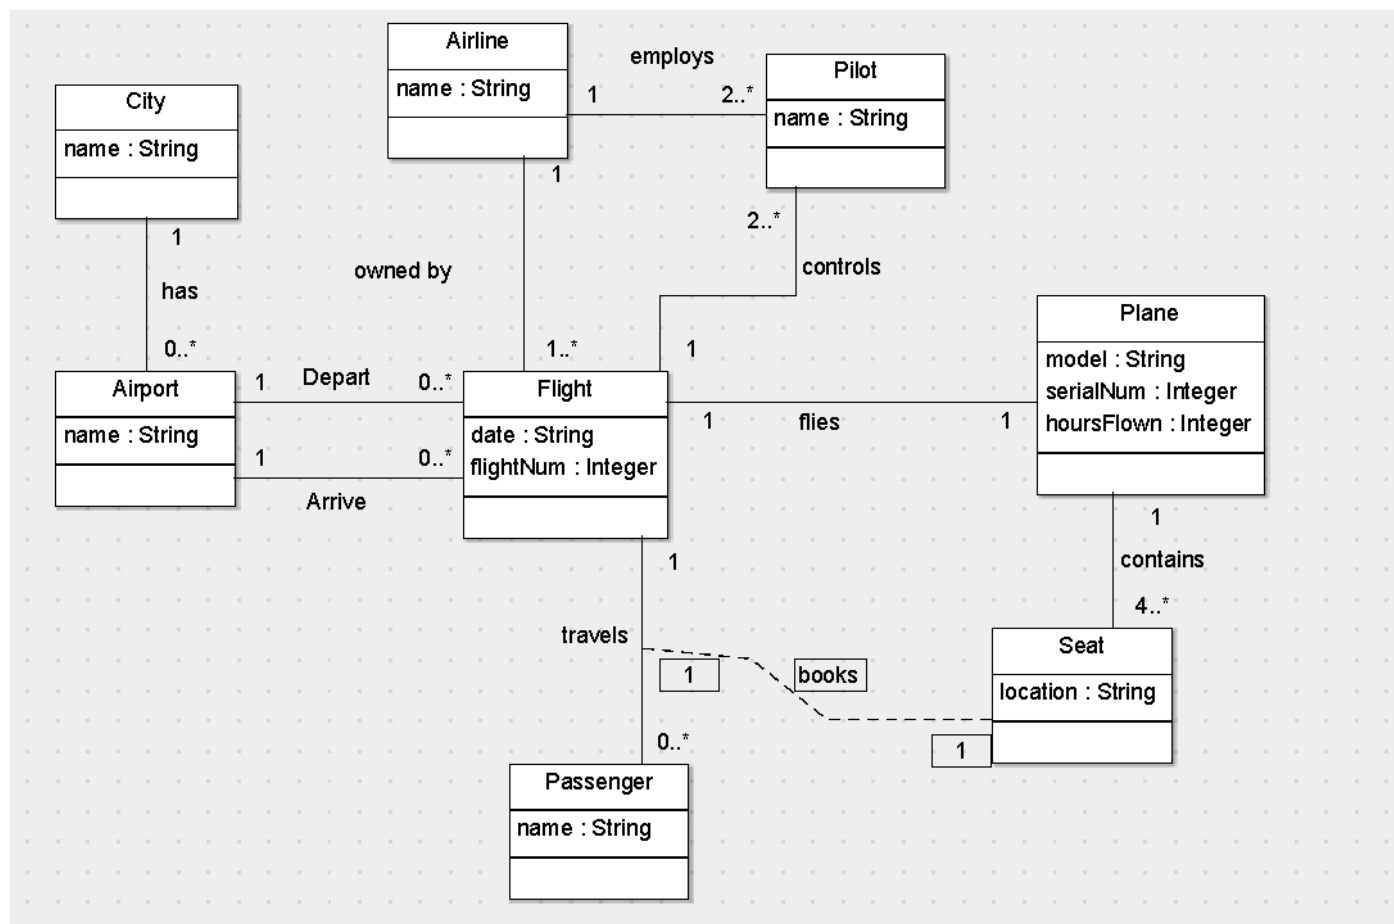 Airline
name : String
employs
1
2..*
Pilot
name : String
City
name : String
1
has
0..*
1
owned by
1..*
2..*
controls
1
Airport
name : String
1
Depart
0..*
1
Arrive
0..*
Flight
date : String
flightNum : Integer
1
flies
1
Plane
model : String
serialNum : Integer
hoursFlown : Integer
1
contains
4..*
1
travels
1
books
1
0..*
Seat
location : String
Passenger
name : String